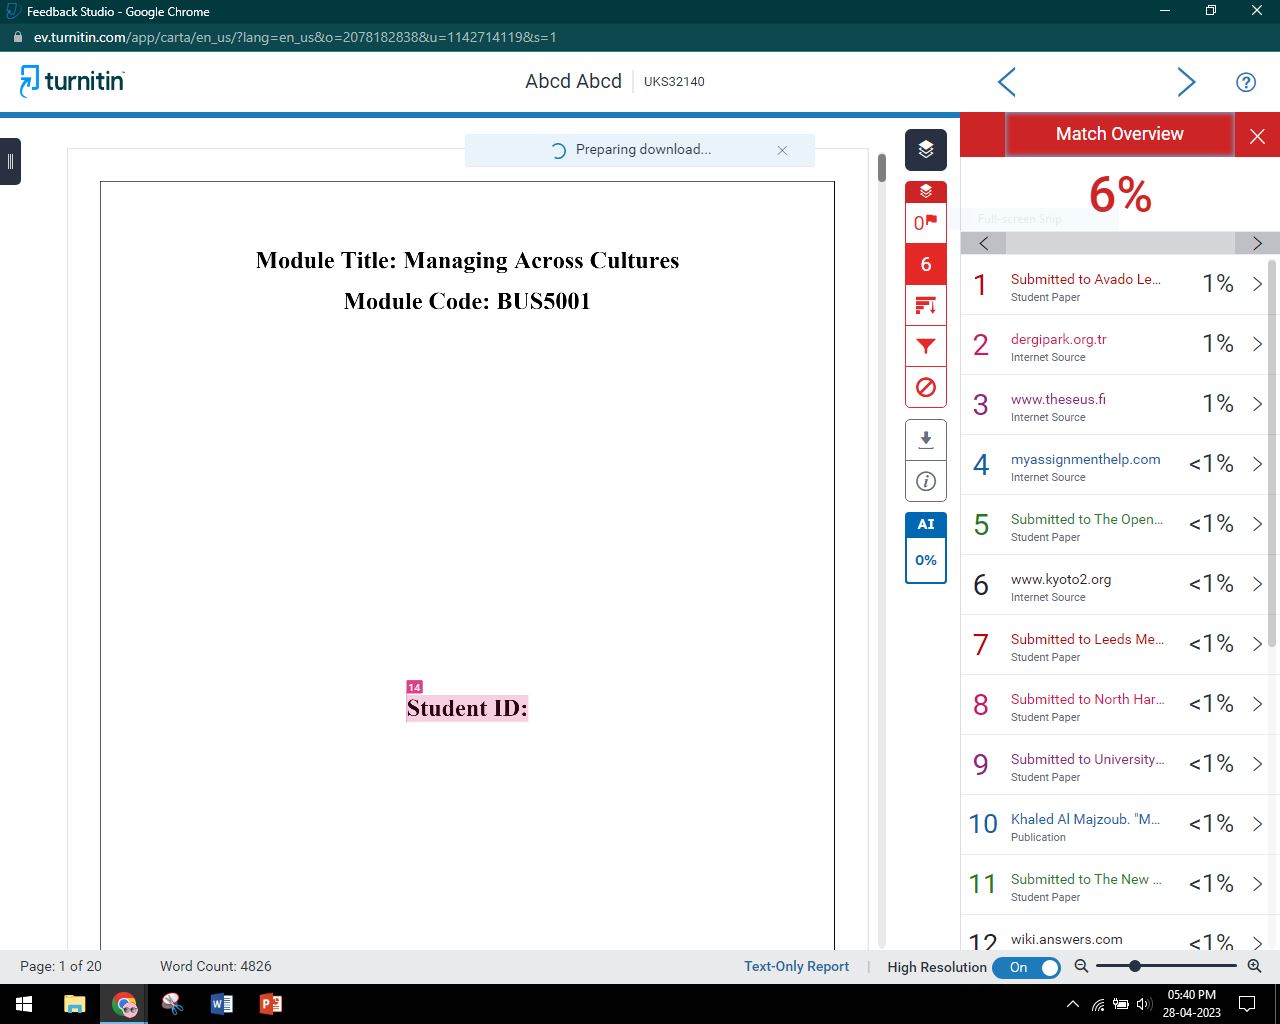 Feedback Studio - Google Chrome
ev.turnitin.com/app/carta/en_us/?lang=en_us&o=2078182838&u=1142714119&s=1
turnitin
Abcd Abcd
UKS32140
Preparing download...
Match Overview
6%
Full-screen Snip
Module Title: Managing Across Cultures
Module Code: BUS5001
14
Student ID:
0
6
AI
0%
1 Submitted to Avado Le... 1%
Student Paper
2 dergipark.org.tr 1%
Internet Source
3 www.theseus.fi 1%
Internet Source
4 myassignmenthelp.com <1%
Internet Source
5 Submitted to The Open... <1%
Student Paper
6 www.kyoto2.org <1%
Internet Source
7 Submitted to Leeds Me... <1%
Student Paper
8 Submitted to North Har... <1%
Student Paper
9 Submitted to University... <1%
Student Paper
10 Khaled Al Majzoub. "M... <1%
Publication
11 Submitted to The New ... <1%
Student Paper
12 wiki.answers.com <1%
Page: 1 of 20
Word Count: 4826
Text-Only Report
High Resolution
On
05:40 PM
28-04-2023